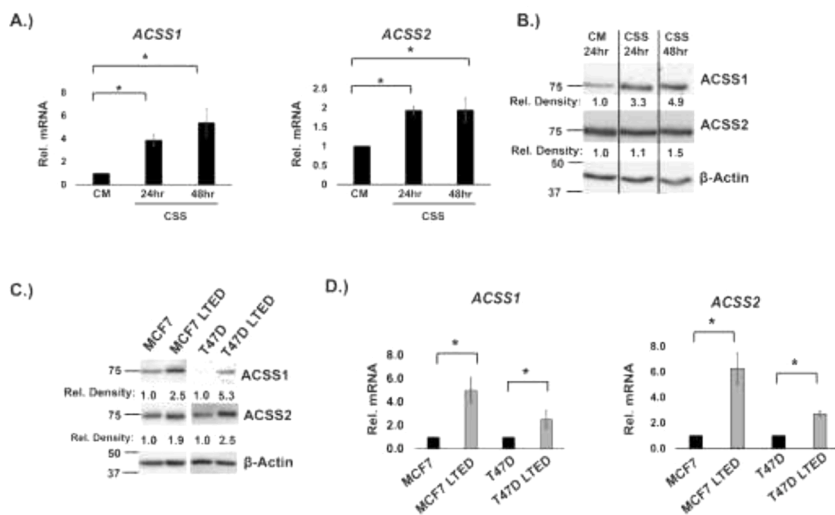 A.)
ACSS1
*
*
Rel. mRNA
8
6
4
2
0
CM 24hr 48hr
CSS
ACSS2
*
*
Rel. mRNA
2.5
2
1.5
1
0.5
0
CM 24hr 48hr
CSS
B.)
CM CSS CSS
24hr 24hr 48hr
75 ACSS1
Rel. Density: 1.0 3.3 4.9
75 ACSS2
Rel. Density: 1.0 1.1 1.5
50
37 β-Actin
C.)
MCF7 MCF7 LTED T47D T47D LTED
75 ACSS1
Rel. Density: 1.0 2.5 1.0 5.3
75 ACSS2
Rel. Density: 1.0 1.9 1.0 2.5
50
37 β-Actin
D.)
ACSS1
*
*
Rel. mRNA
8.0
6.0
4.0
2.0
0.0
MCF7 MCF7 LTED T47D T47D LTED
ACSS2
*
*
Rel. mRNA
8.0
6.0
4.0
2.0
0.0
MCF7 MCF7 LTED T47D T47D LTED